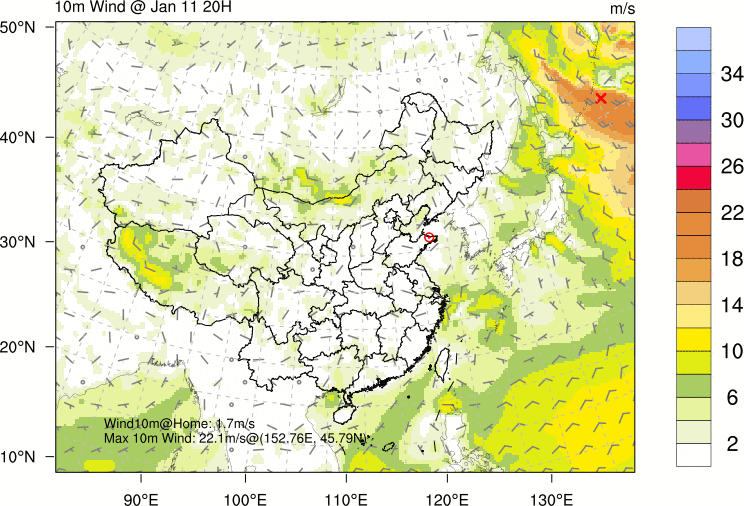 10m Wind @ Jan 11 20H
m/s
50°N
40°N
30°N
20°N
10°N
90°E
100°E
110°E
120°E
130°E
34
30
26
22
18
14
10
6
2
Wind10m@Home: 1.7m/s
Max 10m Wind: 22.1m/s@(152.76E, 45.79N)